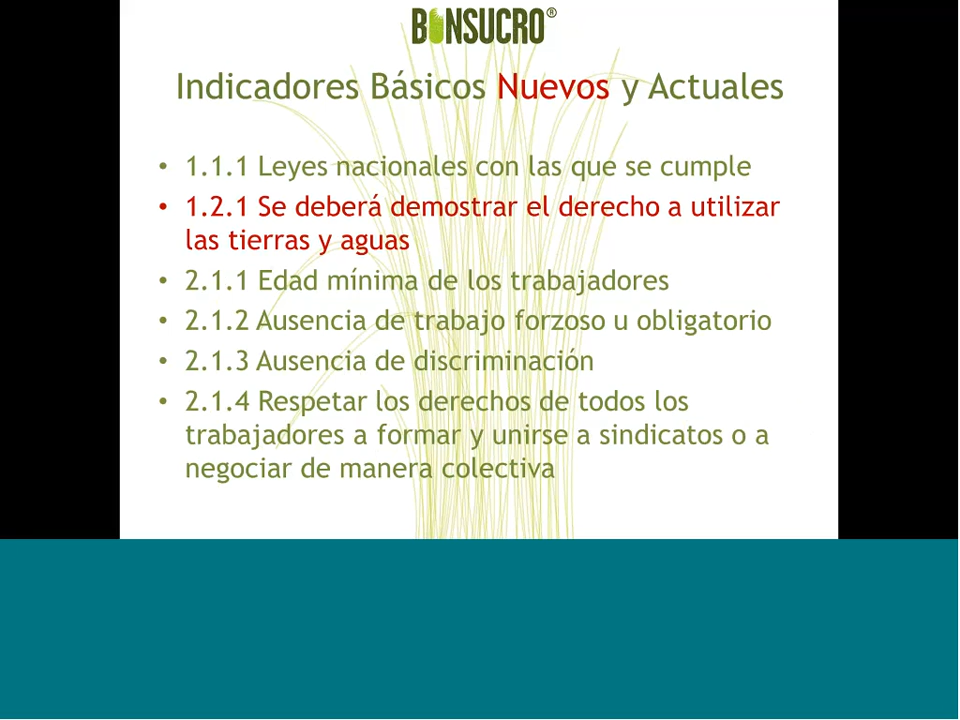 BONSUCRO®
Indicadores Básicos Nuevos y Actuales
• 1.1.1 Leyes nacionales con las que se cumple
• 1.2.1 Se deberá demostrar el derecho a utilizar
las tierras y aguas
• 2.1.1 Edad mínima de los trabajadores
• 2.1.2 Ausencia de trabajo forzoso u obligatorio
• 2.1.3 Ausencia de discriminación
• 2.1.4 Respetar los derechos de todos los
trabajadores a formar y unirse a sindicatos o a
negociar de manera colectiva